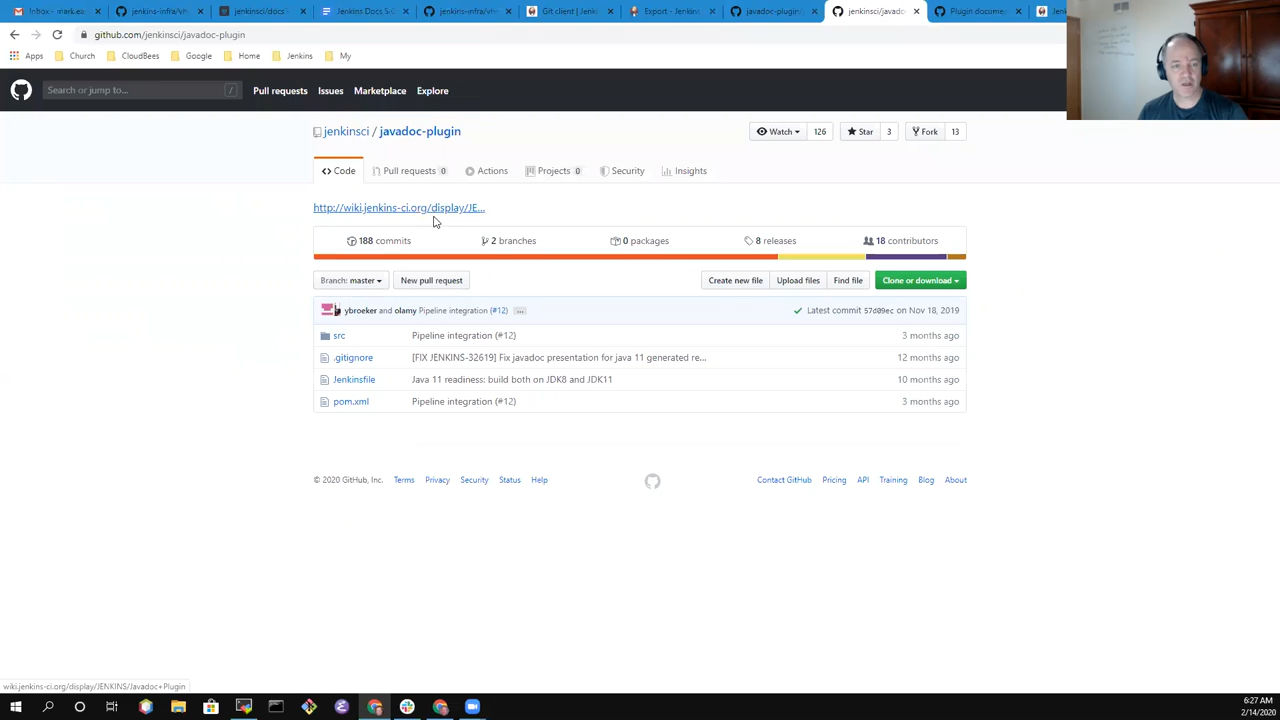 Inbox - mark.ea
jenkins-infra/ch
jenkinsci/docs
Jenkins Docs S
jenkins-infra/w
Git client | Jenki
Export - Jenkins
javadoc-plugin/
jenkinsci/javadoc
Plugin docume
github.com/jenkinsci/javadoc-plugin
Apps
Church
CloudBees
Google
Home
Jenkins
My
Search or jump to...
/
Pull requests
Issues
Marketplace
Explore
jenkinsci / javadoc-plugin
Watch
126
Star
3
Fork
13
Code
Pull requests 0
Actions
Projects 0
Security
Insights
http://wiki.jenkins-ci.org/display/JE...
188 commits
2 branches
0 packages
8 releases
18 contributors
Branch: master
New pull request
Create new file
Upload files
Find file
Clone or download
ybroeker and olamy Pipeline integration (#12) ...
Latest commit 57d09ec on Nov 18, 2019
src
Pipeline integration (#12)
3 months ago
.gitignore
[FIX JENKINS-32619] Fix javadoc presentation for java 11 generated re...
12 months ago
Jenkinsfile
Java 11 readiness: build both on JDK8 and JDK11
10 months ago
pom.xml
Pipeline integration (#12)
3 months ago
© 2020 GitHub, Inc.
Terms
Privacy
Security
Status
Help
Contact GitHub
Pricing
API
Training
Blog
About
wiki.jenkins-ci.org/display/JENKINS/Javadoc+Plugin
6:27 AM
2/14/2020